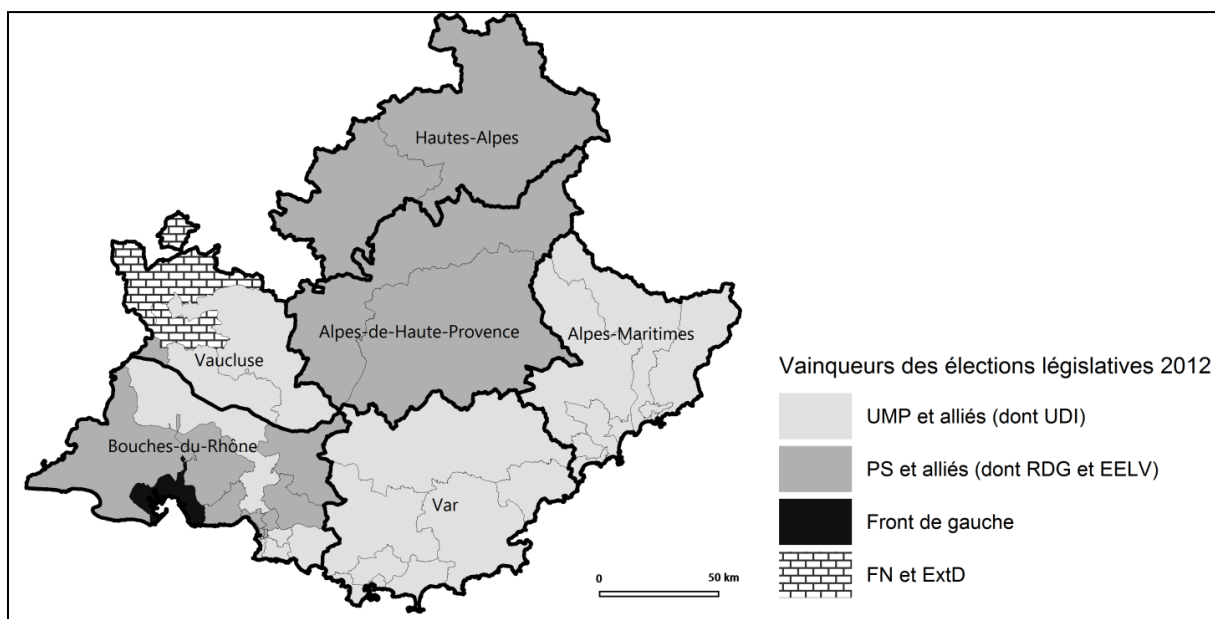 Hautes-Alpes
Alpes-de-Haute-Provence
Alpes-Maritimes
Vaucluse
Bouches-du-Rhône
Var
0 50 km
Vainqueurs des élections législatives 2012
UMP et alliés (dont UDI)
PS et alliés (dont RDG et EELV)
Front de gauche
FN et ExtD